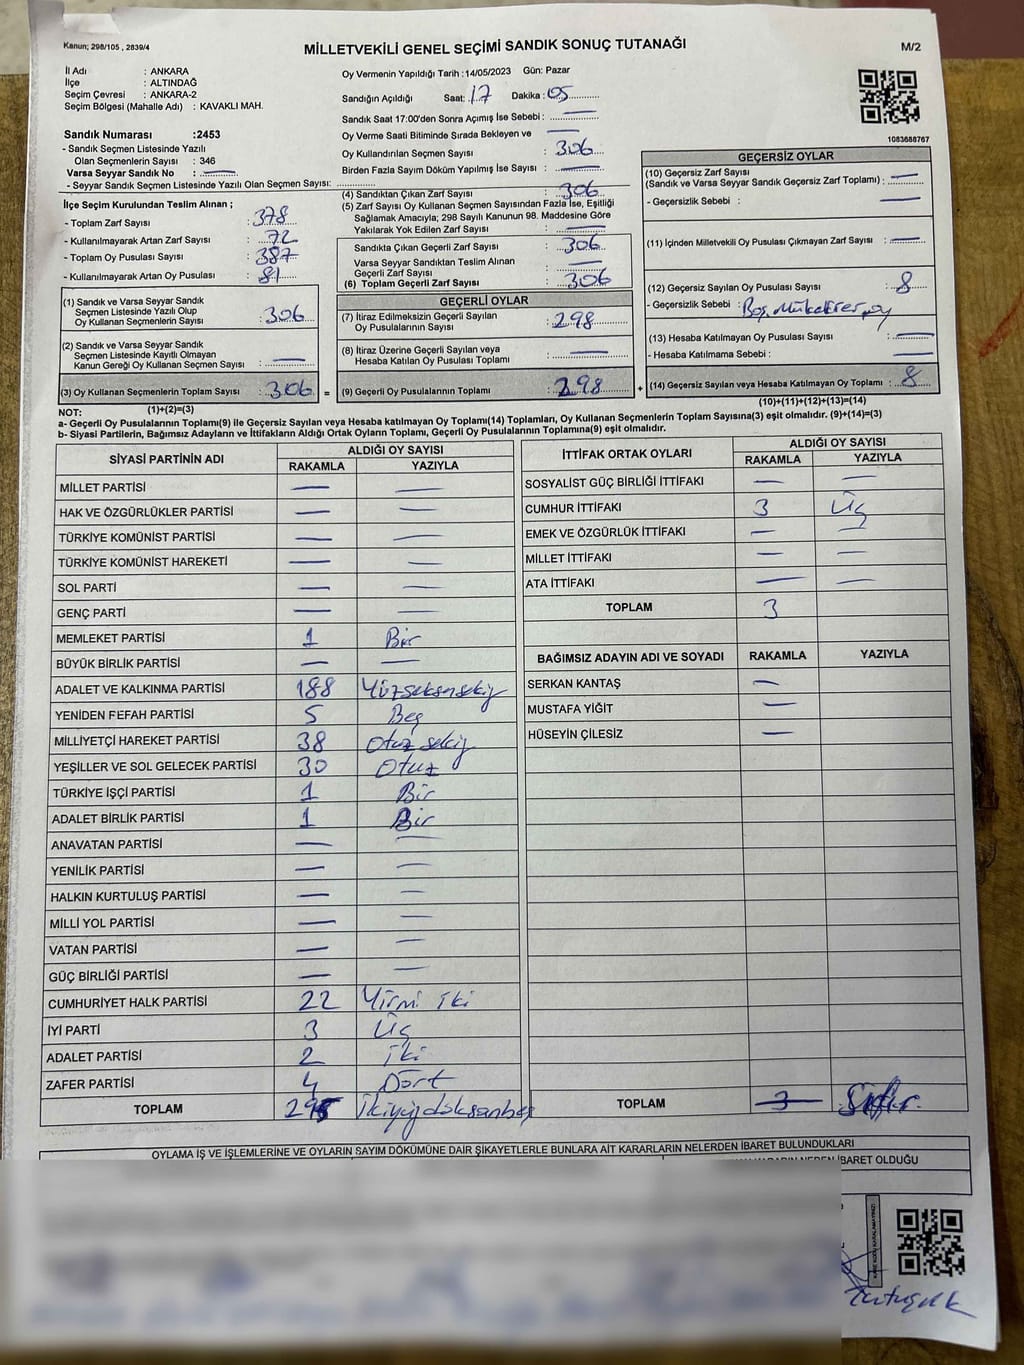 Kanun; 298/105 , 2839/4
MİLLETVEKİLİ GENEL SEÇİMİ SANDIK SONUÇ TUTANAĞI
M/2
İl Adı : ANKARA
İlçe : ALTINDAĞ
Seçim Çevresi : ANKARA-2
Seçim Bölgesi (Mahalle Adı) : KAVAKLI MAH.
Sandık Numarası :2453
- Sandık Seçmen Listesinde Yazılı
Olan Seçmenlerin Sayısı : 346
Varsa Seyyar Sandık No : —
- Seyyar Sandık Seçmen Listesinde Yazılı Olan Seçmen Sayısı:
Oy Vermenin Yapıldığı Tarih :14/05/2023 Gün: Pazar
Sandığın Açıldığı Saat: 17 Dakika: 05
Sandık Saat 17:00'den Sonra Açımış İse Sebebi : —
Oy Verme Saati Bitiminde Sırada Bekleyen ve —
Oy Kullandırılan Seçmen Sayısı : 306
Birden Fazla Sayım Döküm Yapılmış İse Sayısı : —
1083688767
İlçe Seçim Kurulundan Teslim Alınan ;
- Toplam Zarf Sayısı : 378
- Kullanılmayarak Artan Zarf Sayısı : 72
- Toplam Oy Pusulası Sayısı : 387
- Kullanılmayarak Artan Oy Pusulası : 81
(4) Sandıktan Çıkan Zarf Sayısı : 306
(5) Zarf Sayısı Oy Kullanan Seçmen Sayısından Fazla İse, Eşitliği
Sağlamak Amacıyla; 298 Sayılı Kanunun 98. Maddesine Göre
Yakılarak Yok Edilen Zarf Sayısı :
Sandıkta Çıkan Geçerli Zarf Sayısı : 306
Varsa Seyyar Sandıktan Teslim Alınan
Geçerli Zarf Sayısı : —
(6) Toplam Geçerli Zarf Sayısı : 306
GEÇERSİZ OYLAR
(10) Geçersiz Zarf Sayısı
(Sandık ve Varsa Seyyar Sandık Geçersiz Zarf Toplamı) : —
- Geçersizlik Sebebi : —
(11) İçinden Milletvekili Oy Pusulası Çıkmayan Zarf Sayısı : —
(12) Geçersiz Sayılan Oy Pusulası Sayısı : 8
- Geçersizlik Sebebi : Boş, Mükerrer oy
(13) Hesaba Katılmayan Oy Pusulası Sayısı : —
- Hesaba Katılmama Sebebi : —
(14) Geçersiz Sayılan veya Hesaba Katılmayan Oy Toplamı : 8
(10)+(11)+(12)+(13)=(14)
(1) Sandık ve Varsa Seyyar Sandık
Seçmen Listesinde Yazılı Olup
Oy Kullanan Seçmenlerin Sayısı : 306
(2) Sandık ve Varsa Seyyar Sandık
Seçmen Listesinde Kayıtlı Olmayan
Kanun Gereği Oy Kullanan Seçmen Sayısı : —
(3) Oy Kullanan Seçmenlerin Toplam Sayısı : 306 =
(1)+(2)=(3)
GEÇERLİ OYLAR
(7) İtiraz Edilmeksizin Geçerli Sayılan
Oy Pusulalarının Sayısı : 298
(8) İtiraz Üzerine Geçerli Sayılan veya
Hesaba Katılan Oy Pusulası Toplamı : —
(9) Geçerli Oy Pusulalarının Toplamı : 298 +
NOT:
a- Geçerli Oy Pusulaların Toplamı(9) ile Geçersiz Sayılan veya Hesaba katılmayan Oy Toplamı(14) Toplamları, Oy Kullanan Seçmenlerin Toplam Sayısına(3) eşit olmalıdır. (9)+(14)=(3)
b- Siyasi Partilerin, Bağımsız Adayların ve İttifakların Aldığı Ortak Oyların Toplamı, Geçerli Oy Pusulalarının Toplamına(9) eşit olmalıdır.
SİYASİ PARTİNİN ADI ALDIĞI OY SAYISI
RAKAMLA YAZIYLA
MİLLET PARTİSİ — —
HAK VE ÖZGÜRLÜKLER PARTİSİ — —
TÜRKİYE KOMÜNİST PARTİSİ — —
TÜRKİYE KOMÜNİST HAREKETİ — —
SOL PARTİ — —
GENÇ PARTİ — —
MEMLEKET PARTİSİ 1 Bir
BÜYÜK BİRLİK PARTİSİ — —
ADALET VE KALKINMA PARTİSİ 188 Yüzseksensekiz
YENİDEN FEFAH PARTİSİ 5 Beş
MİLLİYETÇİ HAREKET PARTİSİ 38 Otuz sekiz
YEŞİLLER VE SOL GELECEK PARTİSİ 30 Otuz
TÜRKİYE İŞÇİ PARTİSİ 1 Bir
ADALET BİRLİK PARTİSİ 1 Bir
ANAVATAN PARTİSİ — —
YENİLİK PARTİSİ — —
HALKIN KURTULUŞ PARTİSİ — —
MİLLİ YOL PARTİSİ — —
VATAN PARTİSİ — —
GÜÇ BİRLİĞİ PARTİSİ — —
CUMHURİYET HALK PARTİSİ 22 Yirmi iki
İYİ PARTİ 3 Üç
ADALET PARTİSİ 2 iki
ZAFER PARTİSİ 4 Dört
TOPLAM 295 ikiyüzdoksanbeş
İTTİFAK ORTAK OYLARI ALDIĞI OY SAYISI
RAKAMLA YAZIYLA
SOSYALİST GÜÇ BİRLİĞİ İTTİFAKI — —
CUMHUR İTTİFAKI 3 Üç
EMEK VE ÖZGÜRLÜK İTTİFAKI — —
MİLLET İTTİFAKI — —
ATA İTTİFAKI — —
TOPLAM 3
BAĞIMSIZ ADAYIN ADI VE SOYADI RAKAMLA YAZIYLA
SERKAN KANTAŞ —
MUSTAFA YİĞİT —
HÜSEYİN ÇİLESİZ —
TOPLAM 3 Sıfır.
OYLAMA İŞ VE İŞLEMLERİNE VE OYLARIN SAYIM DÖKÜMÜNE DAİR ŞİKAYETLERLE BUNLARA AİT KARARLARIN NELERDEN İBARET BULUNDUKLARI
İBARET OLDUĞU